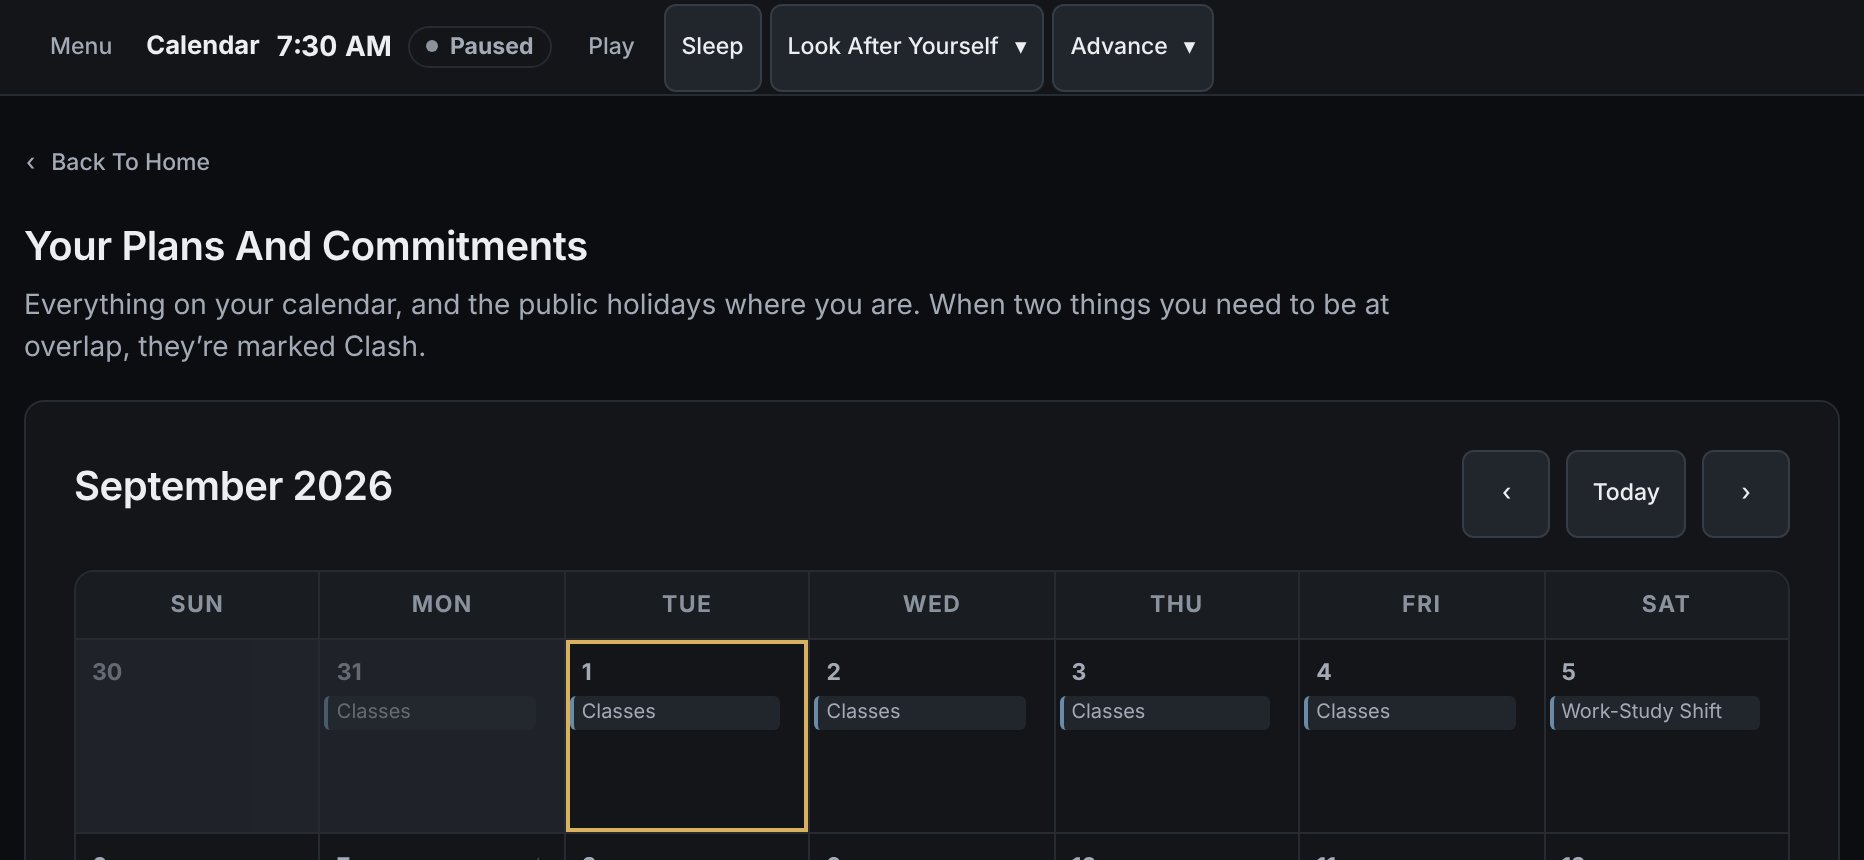 Menu Calendar 7:30 AM Paused Play Sleep Look After Yourself ▾ Advance ▾
‹ Back To Home
Your Plans And Commitments
Everything on your calendar, and the public holidays where you are. When two things you need to be at
overlap, they’re marked Clash.
September 2026
‹ Today ›
SUN MON TUE WED THU FRI SAT
30 31 1 2 3 4 5
Classes Classes Classes Classes Classes Work-Study Shift